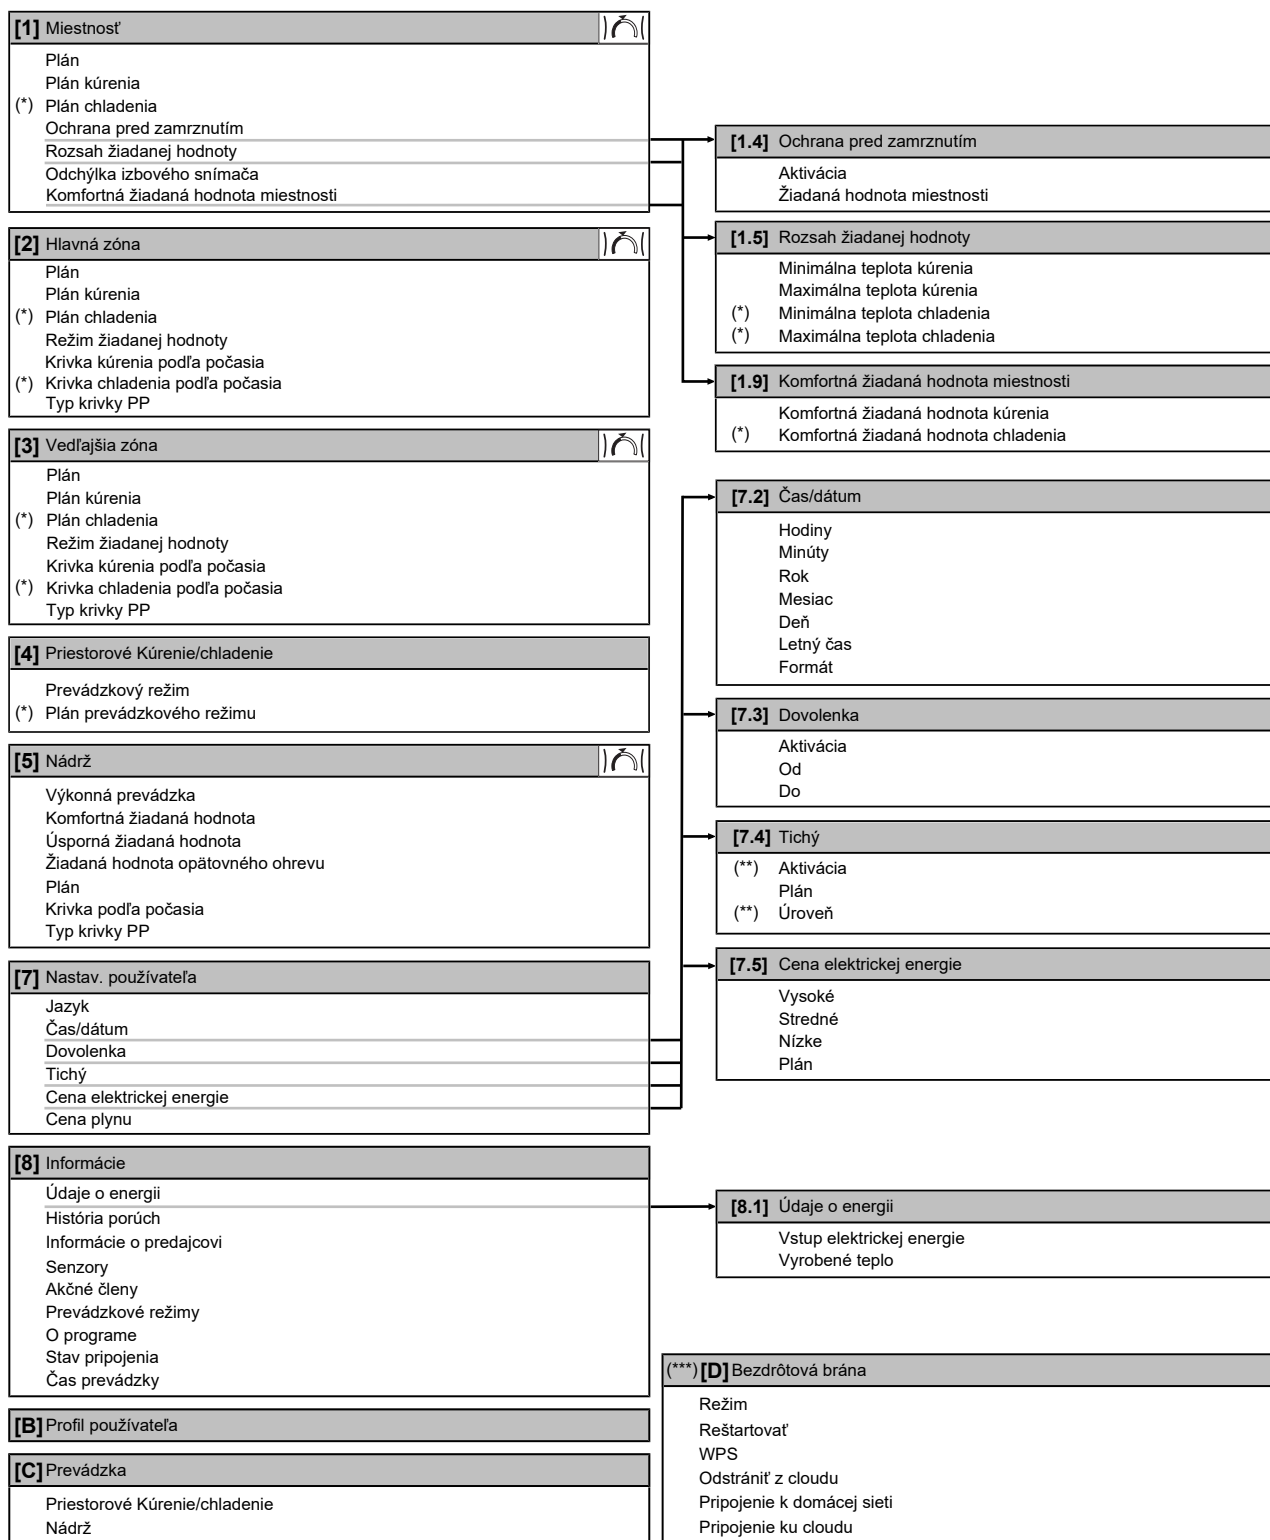 [1] Miestnosť
Plán
Plán kúrenia
(*) Plán chladenia
Ochrana pred zamrznutím
Rozsah žiadanej hodnoty
Odchýlka izbového snímača
Komfortná žiadaná hodnota miestnosti
[2] Hlavná zóna
Plán
Plán kúrenia
(*) Plán chladenia
Režim žiadanej hodnoty
Krivka kúrenia podľa počasia
(*) Krivka chladenia podľa počasia
Typ krivky PP
[3] Vedľajšia zóna
Plán
Plán kúrenia
(*) Plán chladenia
Režim žiadanej hodnoty
Krivka kúrenia podľa počasia
(*) Krivka chladenia podľa počasia
Typ krivky PP
[4] Priestorové Kúrenie/chladenie
Prevádzkový režim
(*) Plán prevádzkového režimu
[5] Nádrž
Výkonná prevádzka
Komfortná žiadaná hodnota
Úsporná žiadaná hodnota
Žiadaná hodnota opätovného ohrevu
Plán
Krivka podľa počasia
Typ krivky PP
[7] Nastav. používateľa
Jazyk
Čas/dátum
Dovolenka
Tichý
Cena elektrickej energie
Cena plynu
[8] Informácie
Údaje o energii
História porúch
Informácie o predajcovi
Senzory
Akčné členy
Prevádzkové režimy
O programe
Stav pripojenia
Čas prevádzky
[B] Profil používateľa
[C] Prevádzka
Priestorové Kúrenie/chladenie
Nádrž
[1.4] Ochrana pred zamrznutím
Aktivácia
Žiadaná hodnota miestnosti
[1.5] Rozsah žiadanej hodnoty
Minimálna teplota kúrenia
Maximálna teplota kúrenia
(*) Minimálna teplota chladenia
(*) Maximálna teplota chladenia
[1.9] Komfortná žiadaná hodnota miestnosti
Komfortná žiadaná hodnota kúrenia
(*) Komfortná žiadaná hodnota chladenia
[7.2] Čas/dátum
Hodiny
Minúty
Rok
Mesiac
Deň
Letný čas
Formát
[7.3] Dovolenka
Aktivácia
Od
Do
[7.4] Tichý
(**) Aktivácia
Plán
(**) Úroveň
[7.5] Cena elektrickej energie
Vysoké
Stredné
Nízke
Plán
[8.1] Údaje o energii
Vstup elektrickej energie
Vyrobené teplo
(***) [D] Bezdrôtová brána
Režim
Reštartovať
WPS
Odstrániť z cloudu
Pripojenie k domácej sieti
Pripojenie ku cloudu